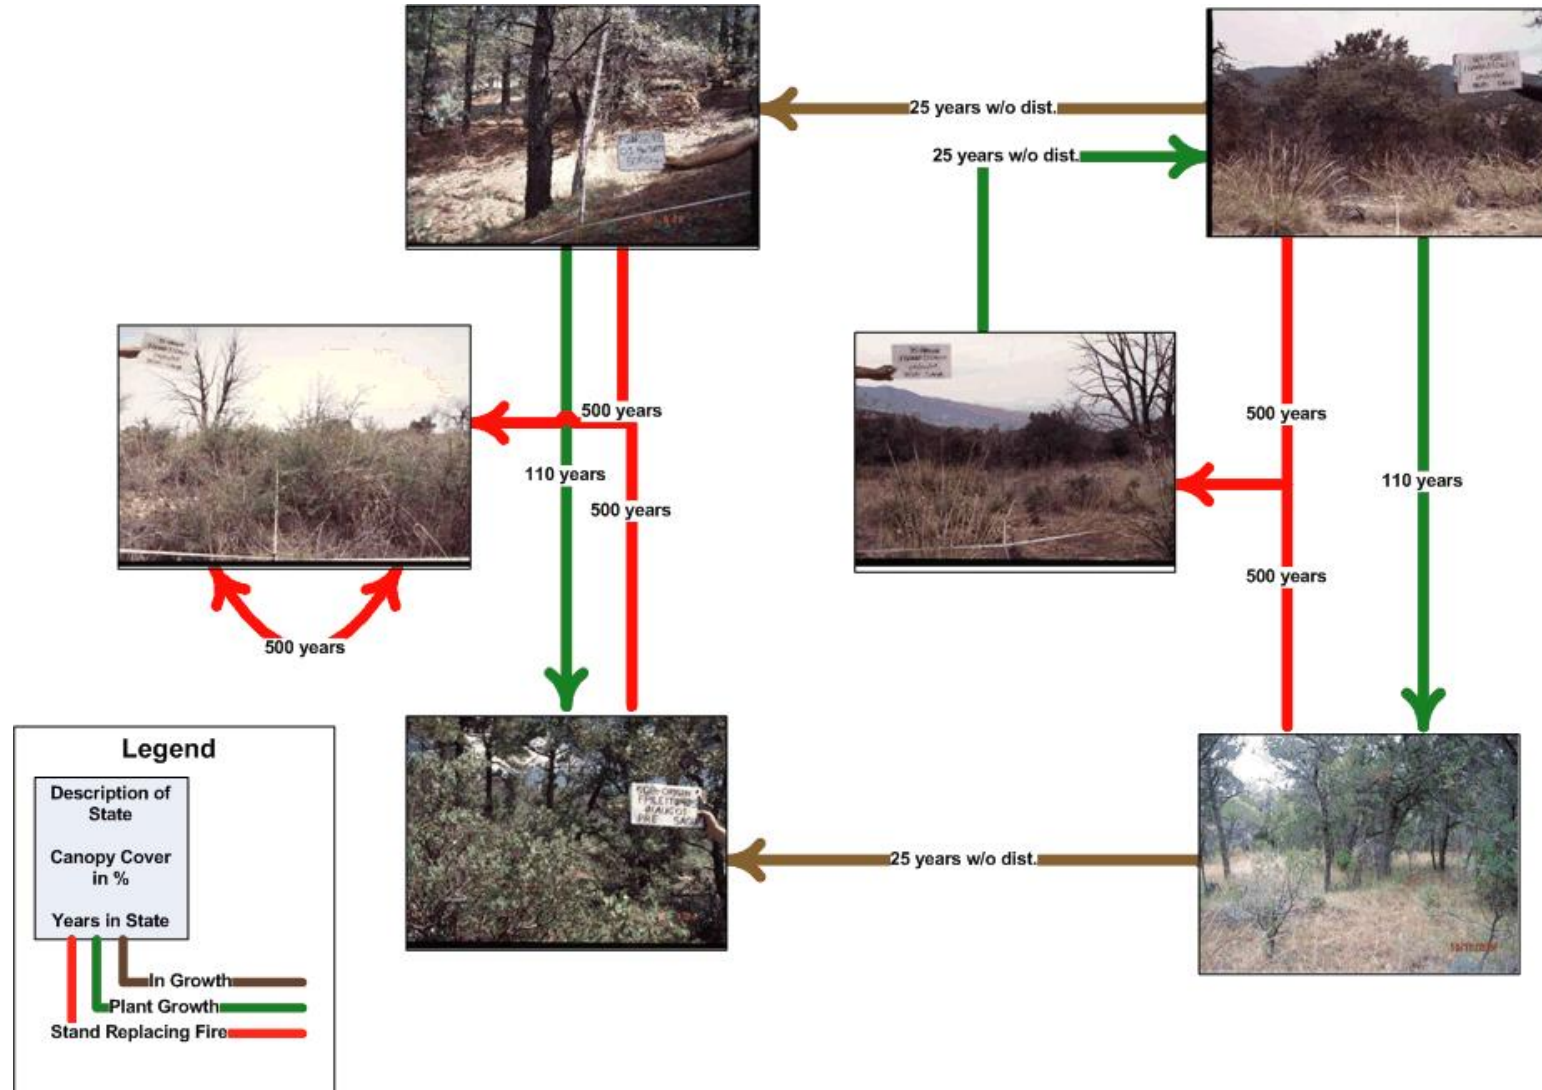 25 years w/o dist.
25 years w/o dist.
500 years
500 years
110 years
110 years
500 years
500 years
500 years
25 years w/o dist.
Legend
Description of
State
Canopy Cover
in %
Years in State
In Growth
Plant Growth
Stand Replacing Fire